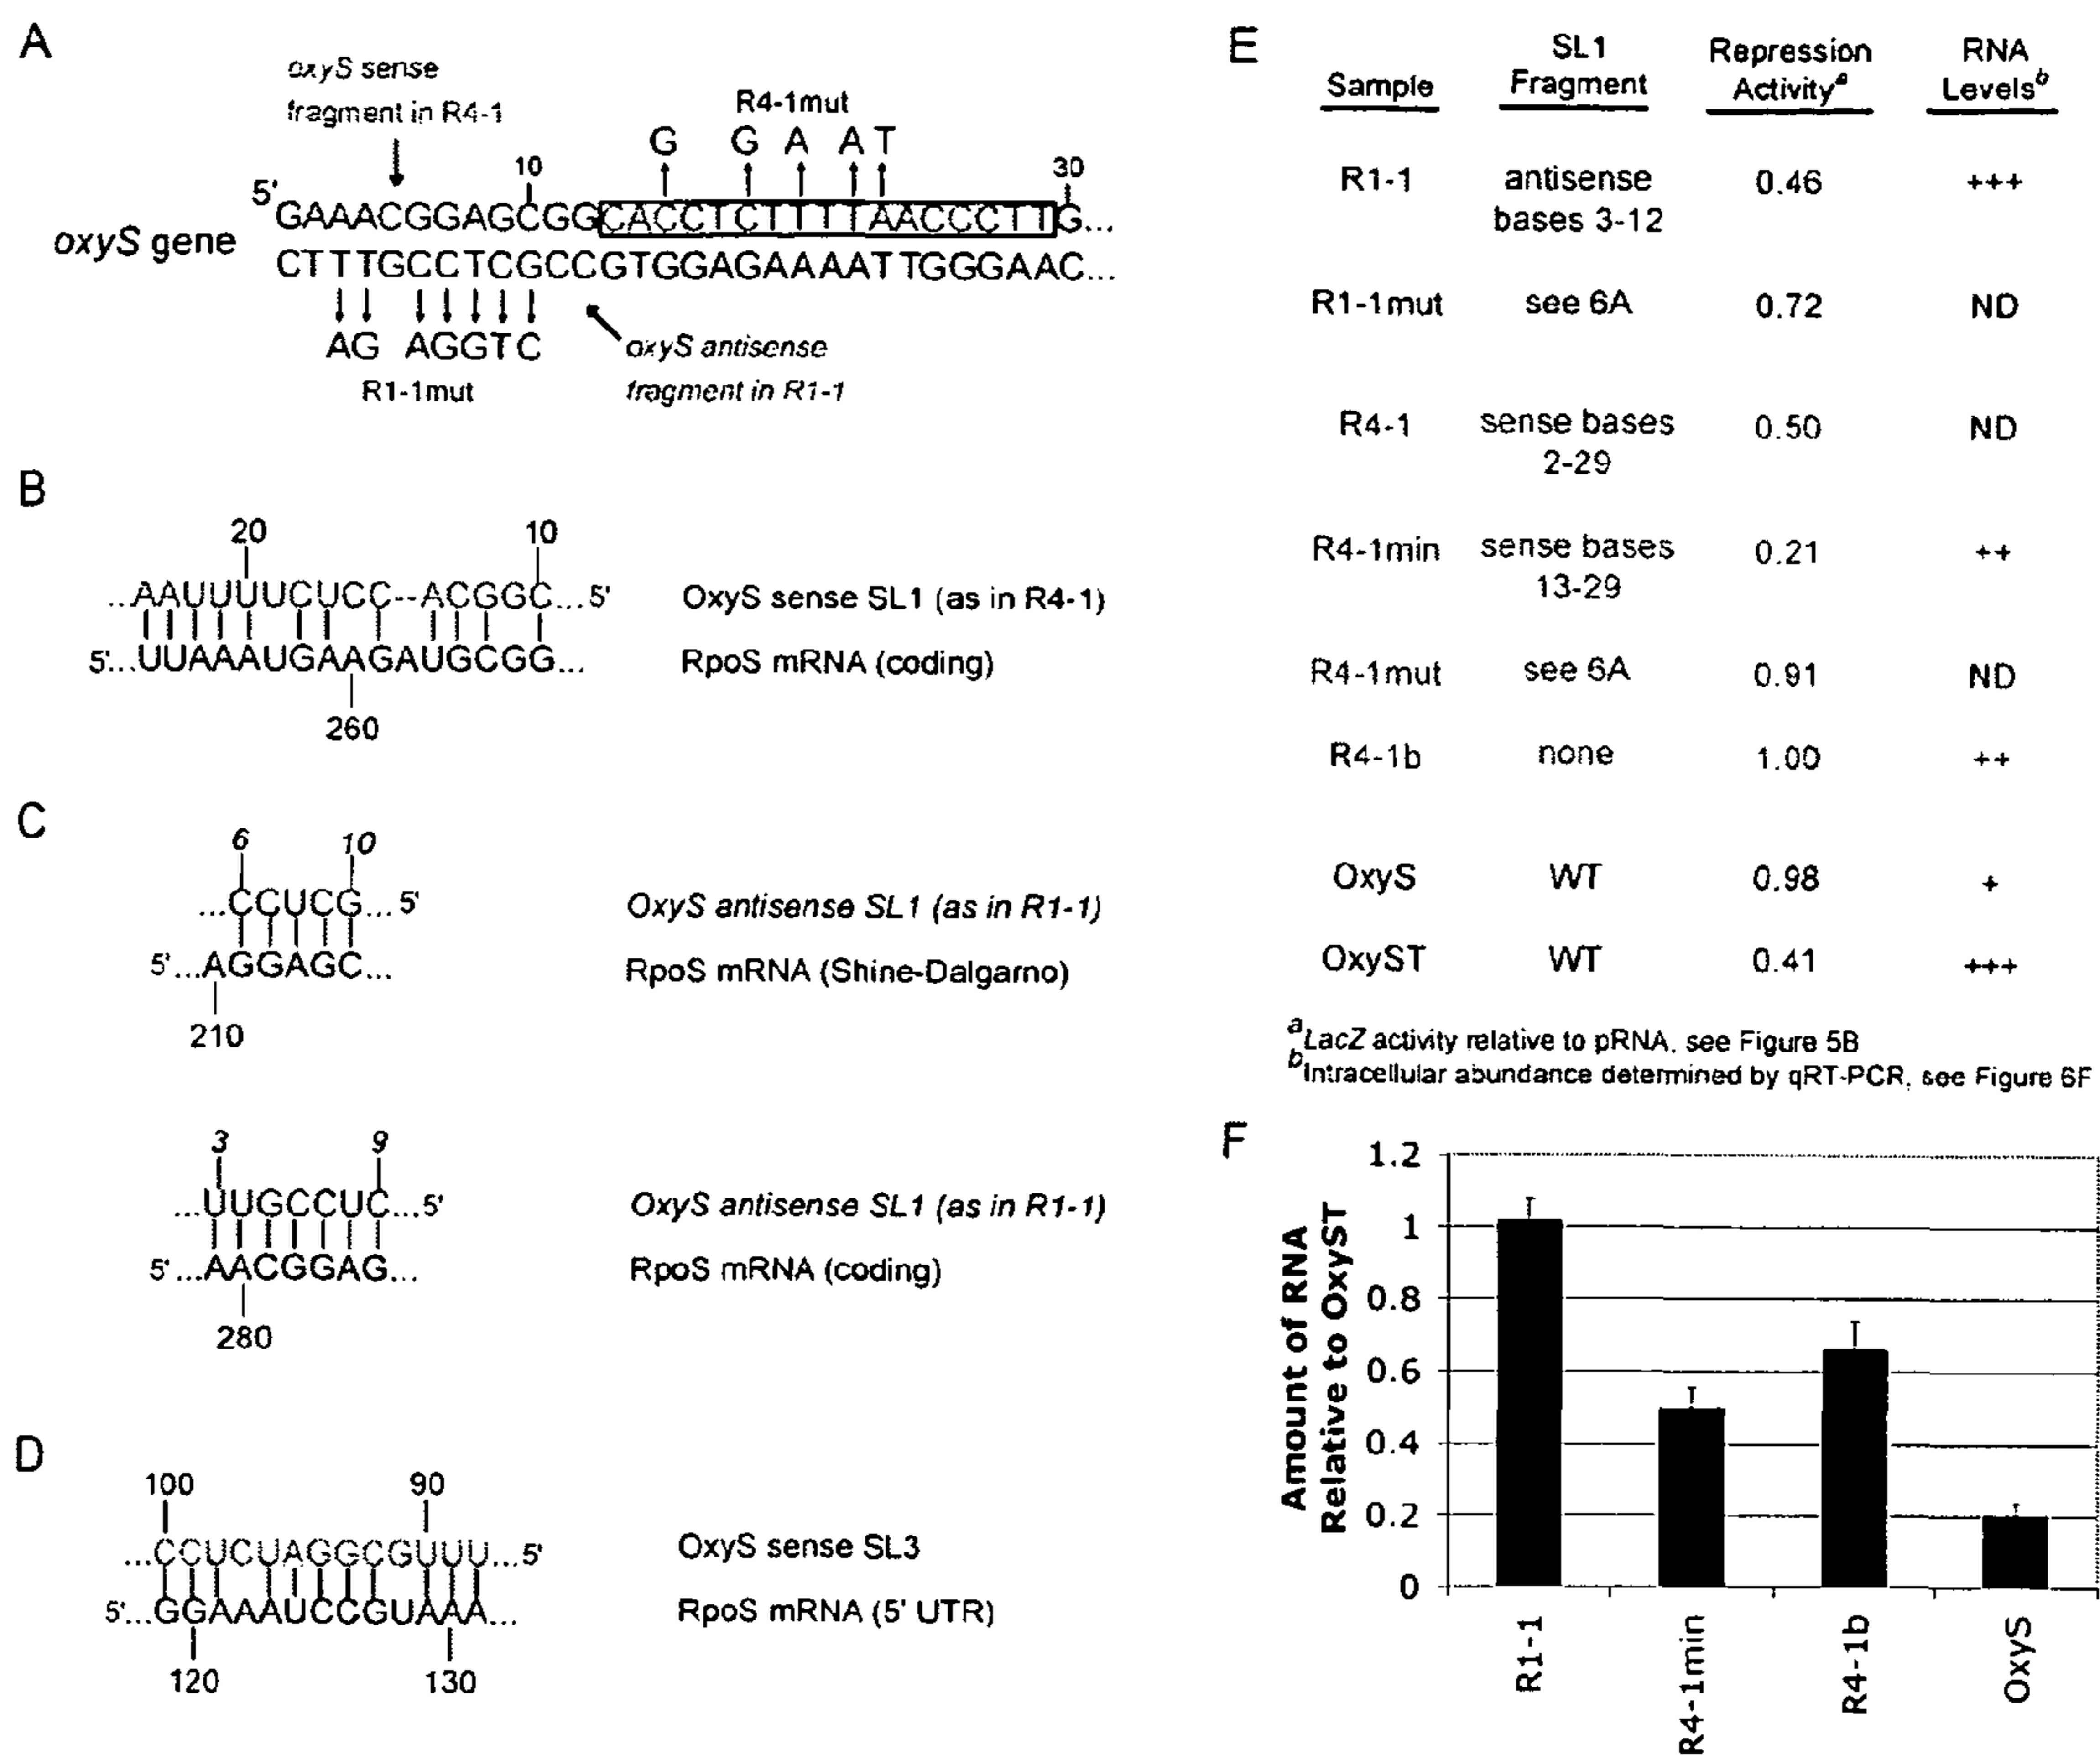 A
oxyS sense
fragment in R4-1
R4-1mut
G G A A T
10 30
5' GAAACGGAGCGGCACCTCTTTTAACCCTTG...
oxyS gene
CTTTGCCTCGCCGTGGAGAAAATTGGGAAC...
AG AGGTC
R1-1mut
oxyS antisense
fragment in R1-1
B
20 10
..AAUUUUCUCC--ACGGC...5' OxyS sense SL1 (as in R4-1)
5'...UUAAAUGAAGAUGCGG... RpoS mRNA (coding)
260
C
6 10
...CCUCG...5' OxyS antisense SL1 (as in R1-1)
5'...AGGAGC... RpoS mRNA (Shine-Dalgarno)
210
3 9
...UUGCCUC...5' OxyS antisense SL1 (as in R1-1)
5'...AACGGAG... RpoS mRNA (coding)
280
D
100 90
...CCUCUAGGCGUUU...5' OxyS sense SL3
5'...GGAAAUCCGUAAA... RpoS mRNA (5' UTR)
120 130
E
Sample SL1 Fragment Repression Activity^a RNA Levels^b
R1-1 antisense bases 3-12 0.46 +++
R1-1mut see 6A 0.72 ND
R4-1 sense bases 2-29 0.50 ND
R4-1min sense bases 13-29 0.21 ++
R4-1mut see 6A 0.91 ND
R4-1b none 1.00 ++
OxyS WT 0.98 +
OxyST WT 0.41 +++
^a LacZ activity relative to pRNA, see Figure 5B
^b Intracellular abundance determined by qRT-PCR, see Figure 6F
F
Amount of RNA
Relative to OxyST
1.2
1
0.8
0.6
0.4
0.2
0
R1-1
R4-1min
R4-1b
OxyS